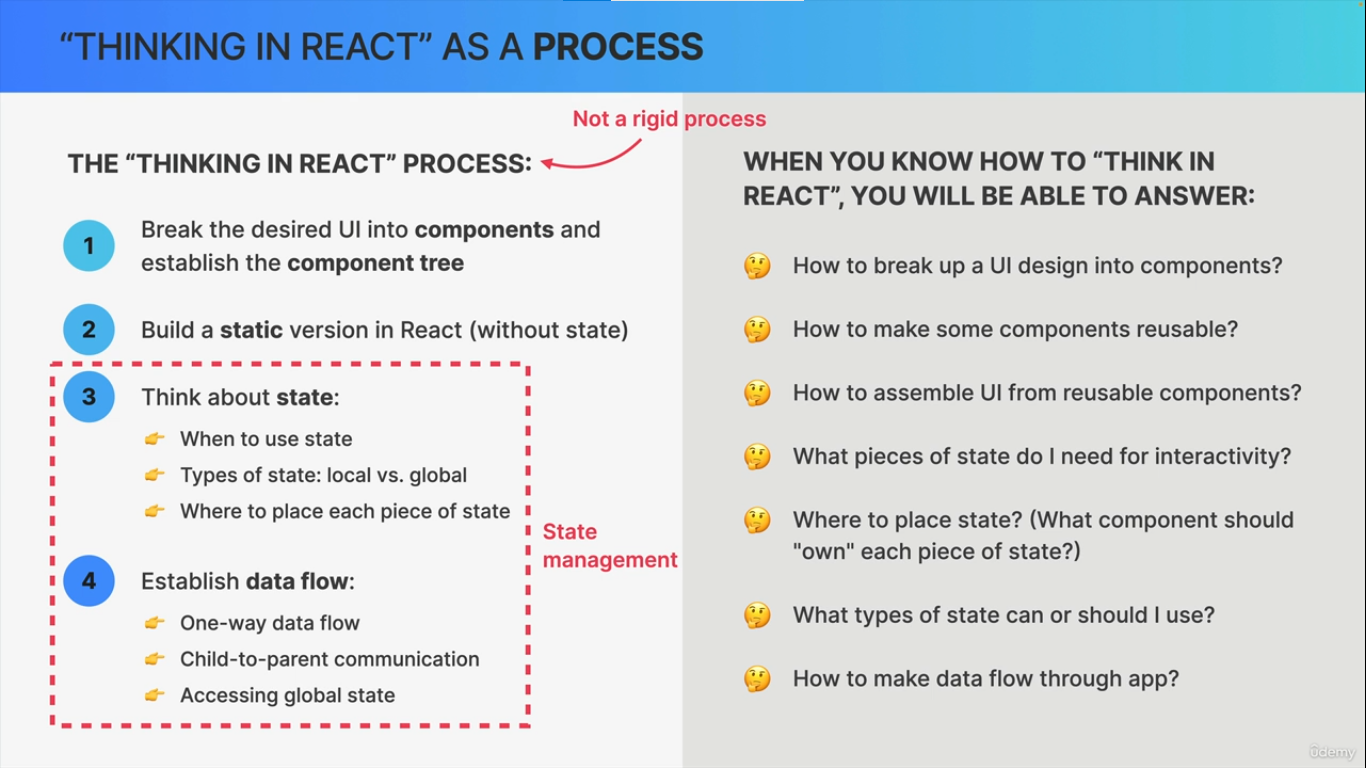 “THINKING IN REACT” AS A PROCESS
Not a rigid process
THE “THINKING IN REACT” PROCESS:
1
Break the desired UI into components and
establish the component tree
2
Build a static version in React (without state)
3
Think about state:
When to use state
Types of state: local vs. global
Where to place each piece of state
State
management
4
Establish data flow:
One-way data flow
Child-to-parent communication
Accessing global state
WHEN YOU KNOW HOW TO “THINK IN
REACT”, YOU WILL BE ABLE TO ANSWER:
How to break up a UI design into components?
How to make some components reusable?
How to assemble UI from reusable components?
What pieces of state do I need for interactivity?
Where to place state? (What component should
"own" each piece of state?)
What types of state can or should I use?
How to make data flow through app?
ûdemy